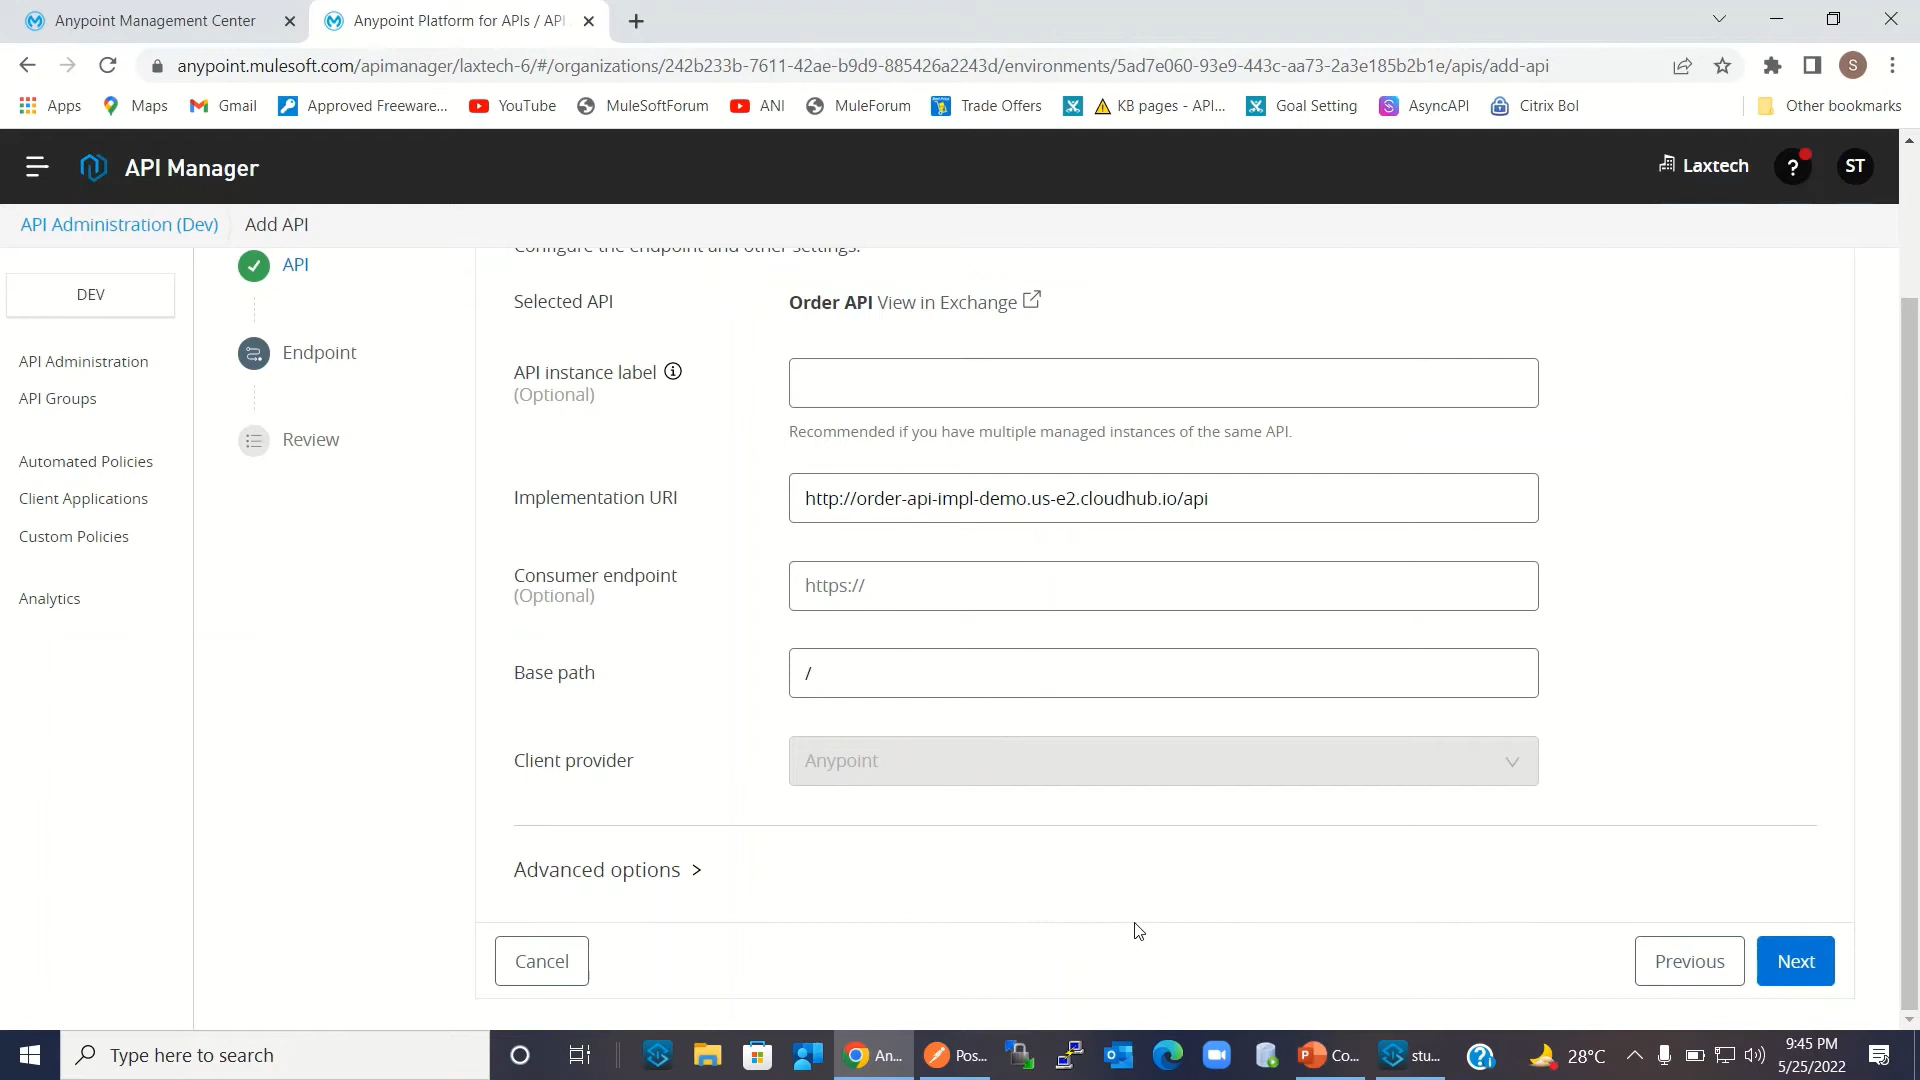 Anypoint Management Center
Anypoint Platform for APIs / API
anypoint.mulesoft.com/apimanager/laxtech-6/#/organizations/242b233b-7611-42ae-b9d9-885426a2243d/environments/5ad7e060-93e9-443c-aa73-2a3e185b2b1e/apis/add-api
S
Apps Maps Gmail Approved Freeware... YouTube MuleSoftForum ANI MuleForum Trade Offers KB pages - API... Goal Setting AsyncAPI Citrix Bol Other bookmarks
API Manager Laxtech ? ST
API Administration (Dev) Add API
Configure the endpoint and other settings.
API
DEV
Selected API Order API View in Exchange
Endpoint
API Administration
API instance label
(Optional)
API Groups
Recommended if you have multiple managed instances of the same API.
Review
Automated Policies
Client Applications
Custom Policies
Implementation URI http://order-api-impl-demo.us-e2.cloudhub.io/api
Consumer endpoint
(Optional)
https://
Analytics
Base path /
Client provider Anypoint
Advanced options >
Cancel Previous Next
Type here to search
An...
Pos...
Co...
stu...
28°C
9:45 PM
5/25/2022